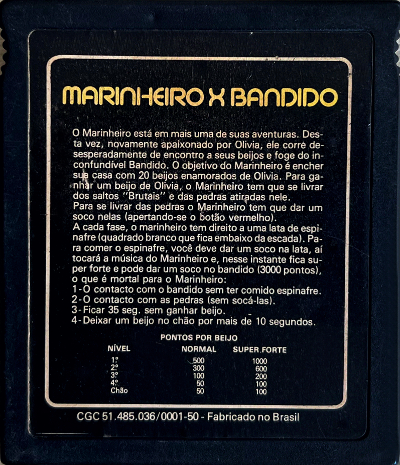 MARINHEIRO X BANDIDO
O Marinheiro está em mais uma de suas aventuras. Des-
ta vez, novamente apaixonado por Olivia, ele corre de-
sesperadamente de encontro a seus beijos e foge do in-
confundível Bandido. O objetivo do Marinheiro é encher
sua casa com 20 beijos enamorados de Olivia. Para ga-
nhar um beijo de Olivia, o Marinheiro tem que se livrar
dos saltos "Brutais" e das pedras atiradas nele.
Para se livrar das pedras o Marinheiro tem que dar um
soco nelas (apertando-se o botão vermelho).
A cada fase, o marinheiro tem direito a uma lata de espi-
nafre (quadrado branco que fica embaixo da escada). Pa-
ra comer o espinafre, você deve dar um soco na lata, aí
tocará a música do Marinheiro e, nesse instante fica su-
per forte e pode dar um soco no bandido (3000 pontos),
o que é mortal para o Marinheiro:
1-O contacto com o bandido sem ter comido espinafre.
2-O contacto com as pedras (sem socá-las).
3-Ficar 35 seg. sem ganhar beijo.
4-Deixar um beijo no chão por mais de 10 segundos.
PONTOS POR BEIJO
NÍVEL NORMAL SUPER.FORTE
1º 500 1000
2º 300 600
3º 100 200
4º 50 100
Chão 50 100
CGC 51.485.036/0001-50 - Fabricado no Brasil